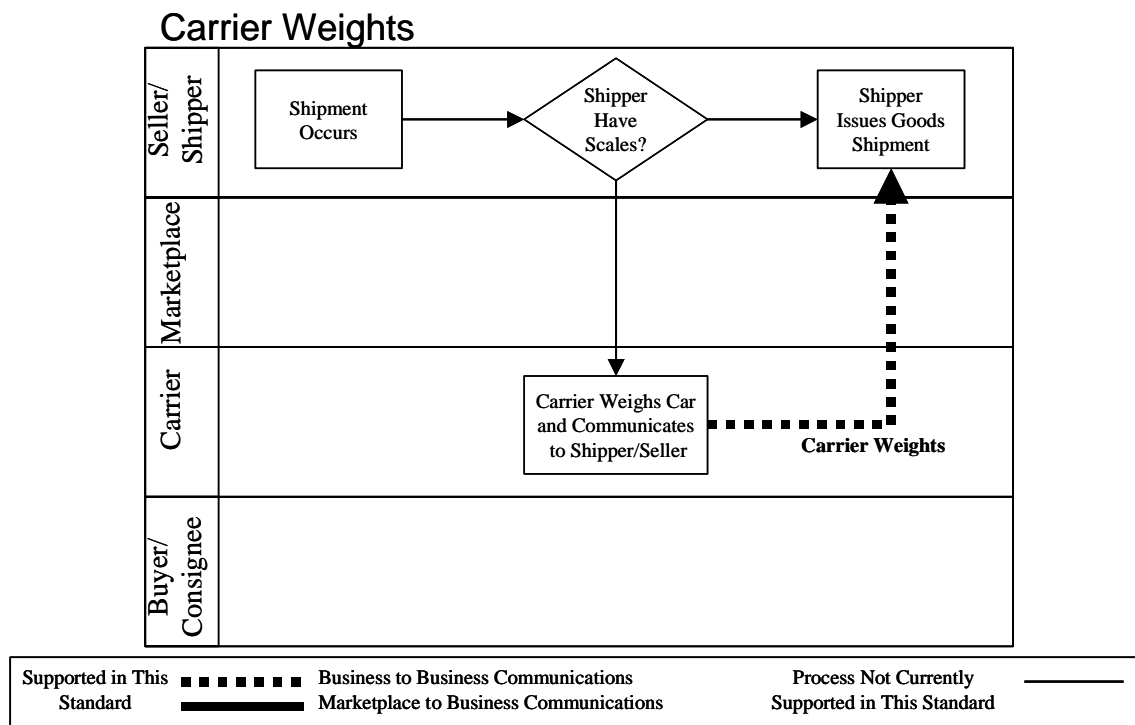 Carrier Weights
Seller/
Shipper
Shipment
Occurs
Shipper
Have
Scales?
Shipper
Issues Goods
Shipment
Marketplace
Carrier
Carrier Weighs Car
and Communicates
to Shipper/Seller
Carrier Weights
Buyer/
Consignee
Supported in This
Standard
Business to Business Communications
Marketplace to Business Communications
Process Not Currently
Supported in This Standard